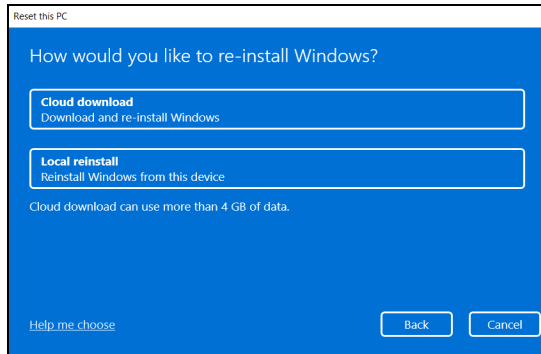 Reset this PC
How would you like to re-install Windows?
Cloud download
Download and re-install Windows
Local reinstall
Reinstall Windows from this device
Cloud download can use more than 4 GB of data.
Help me choose
Back
Cancel